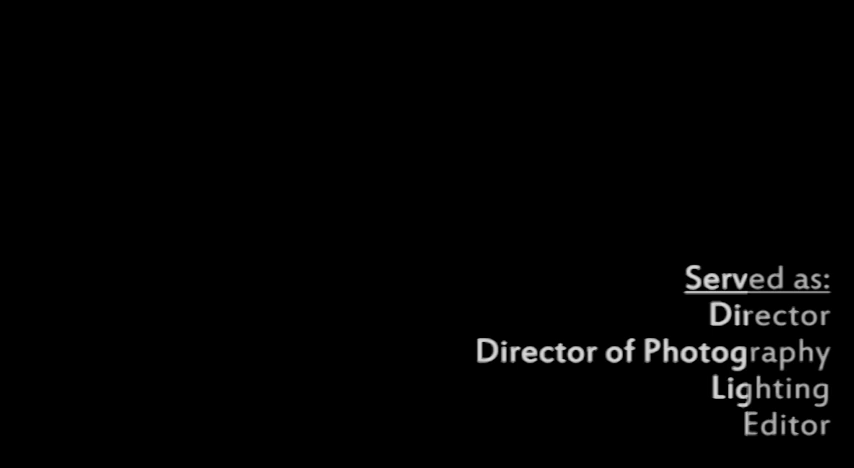 Served as:
Director
Director of Photography
Lighting
Editor